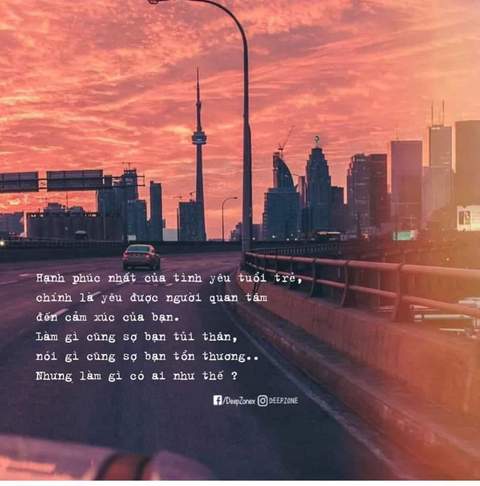 Hạnh phúc nhất của tình yêu tuổi trẻ,
chính là yêu được người quan tâm
đến cảm xúc của bạn.
Làm gì cũng sợ bạn tủi thân,
nói gì cũng sợ bạn tổn thương..
Nhưng làm gì có ai như thế ?
/DeepZonex DEEPZONE